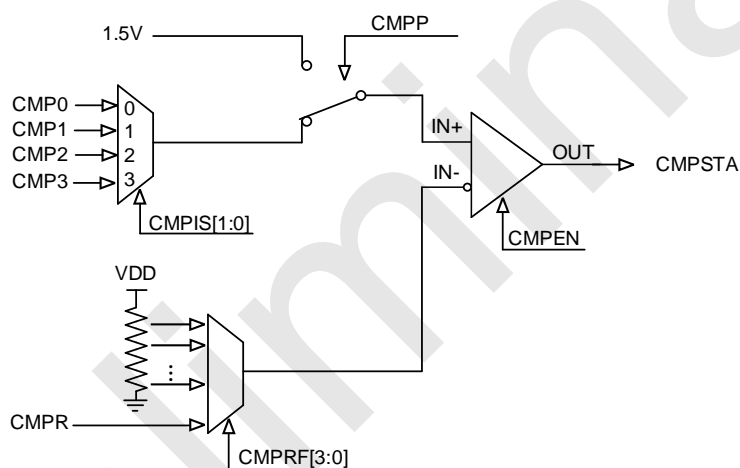 CMPP
1.5V
CMP0
0
CMP1
1
CMP2
2
CMP3
3
IN+
IN-
OUT
CMPSTA
CMPIS[1:0]
CMPEN
VDD
...
CMPR
CMPRF[3:0]